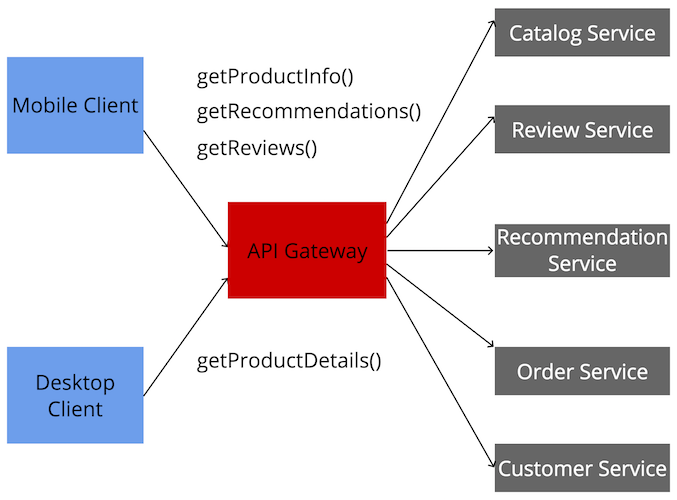 Mobile Client
getProductInfo()
getRecommendations()
getReviews()
API Gateway
getProductDetails()
Desktop
Client
Catalog Service
Review Service
Recommendation
Service
Order Service
Customer Service